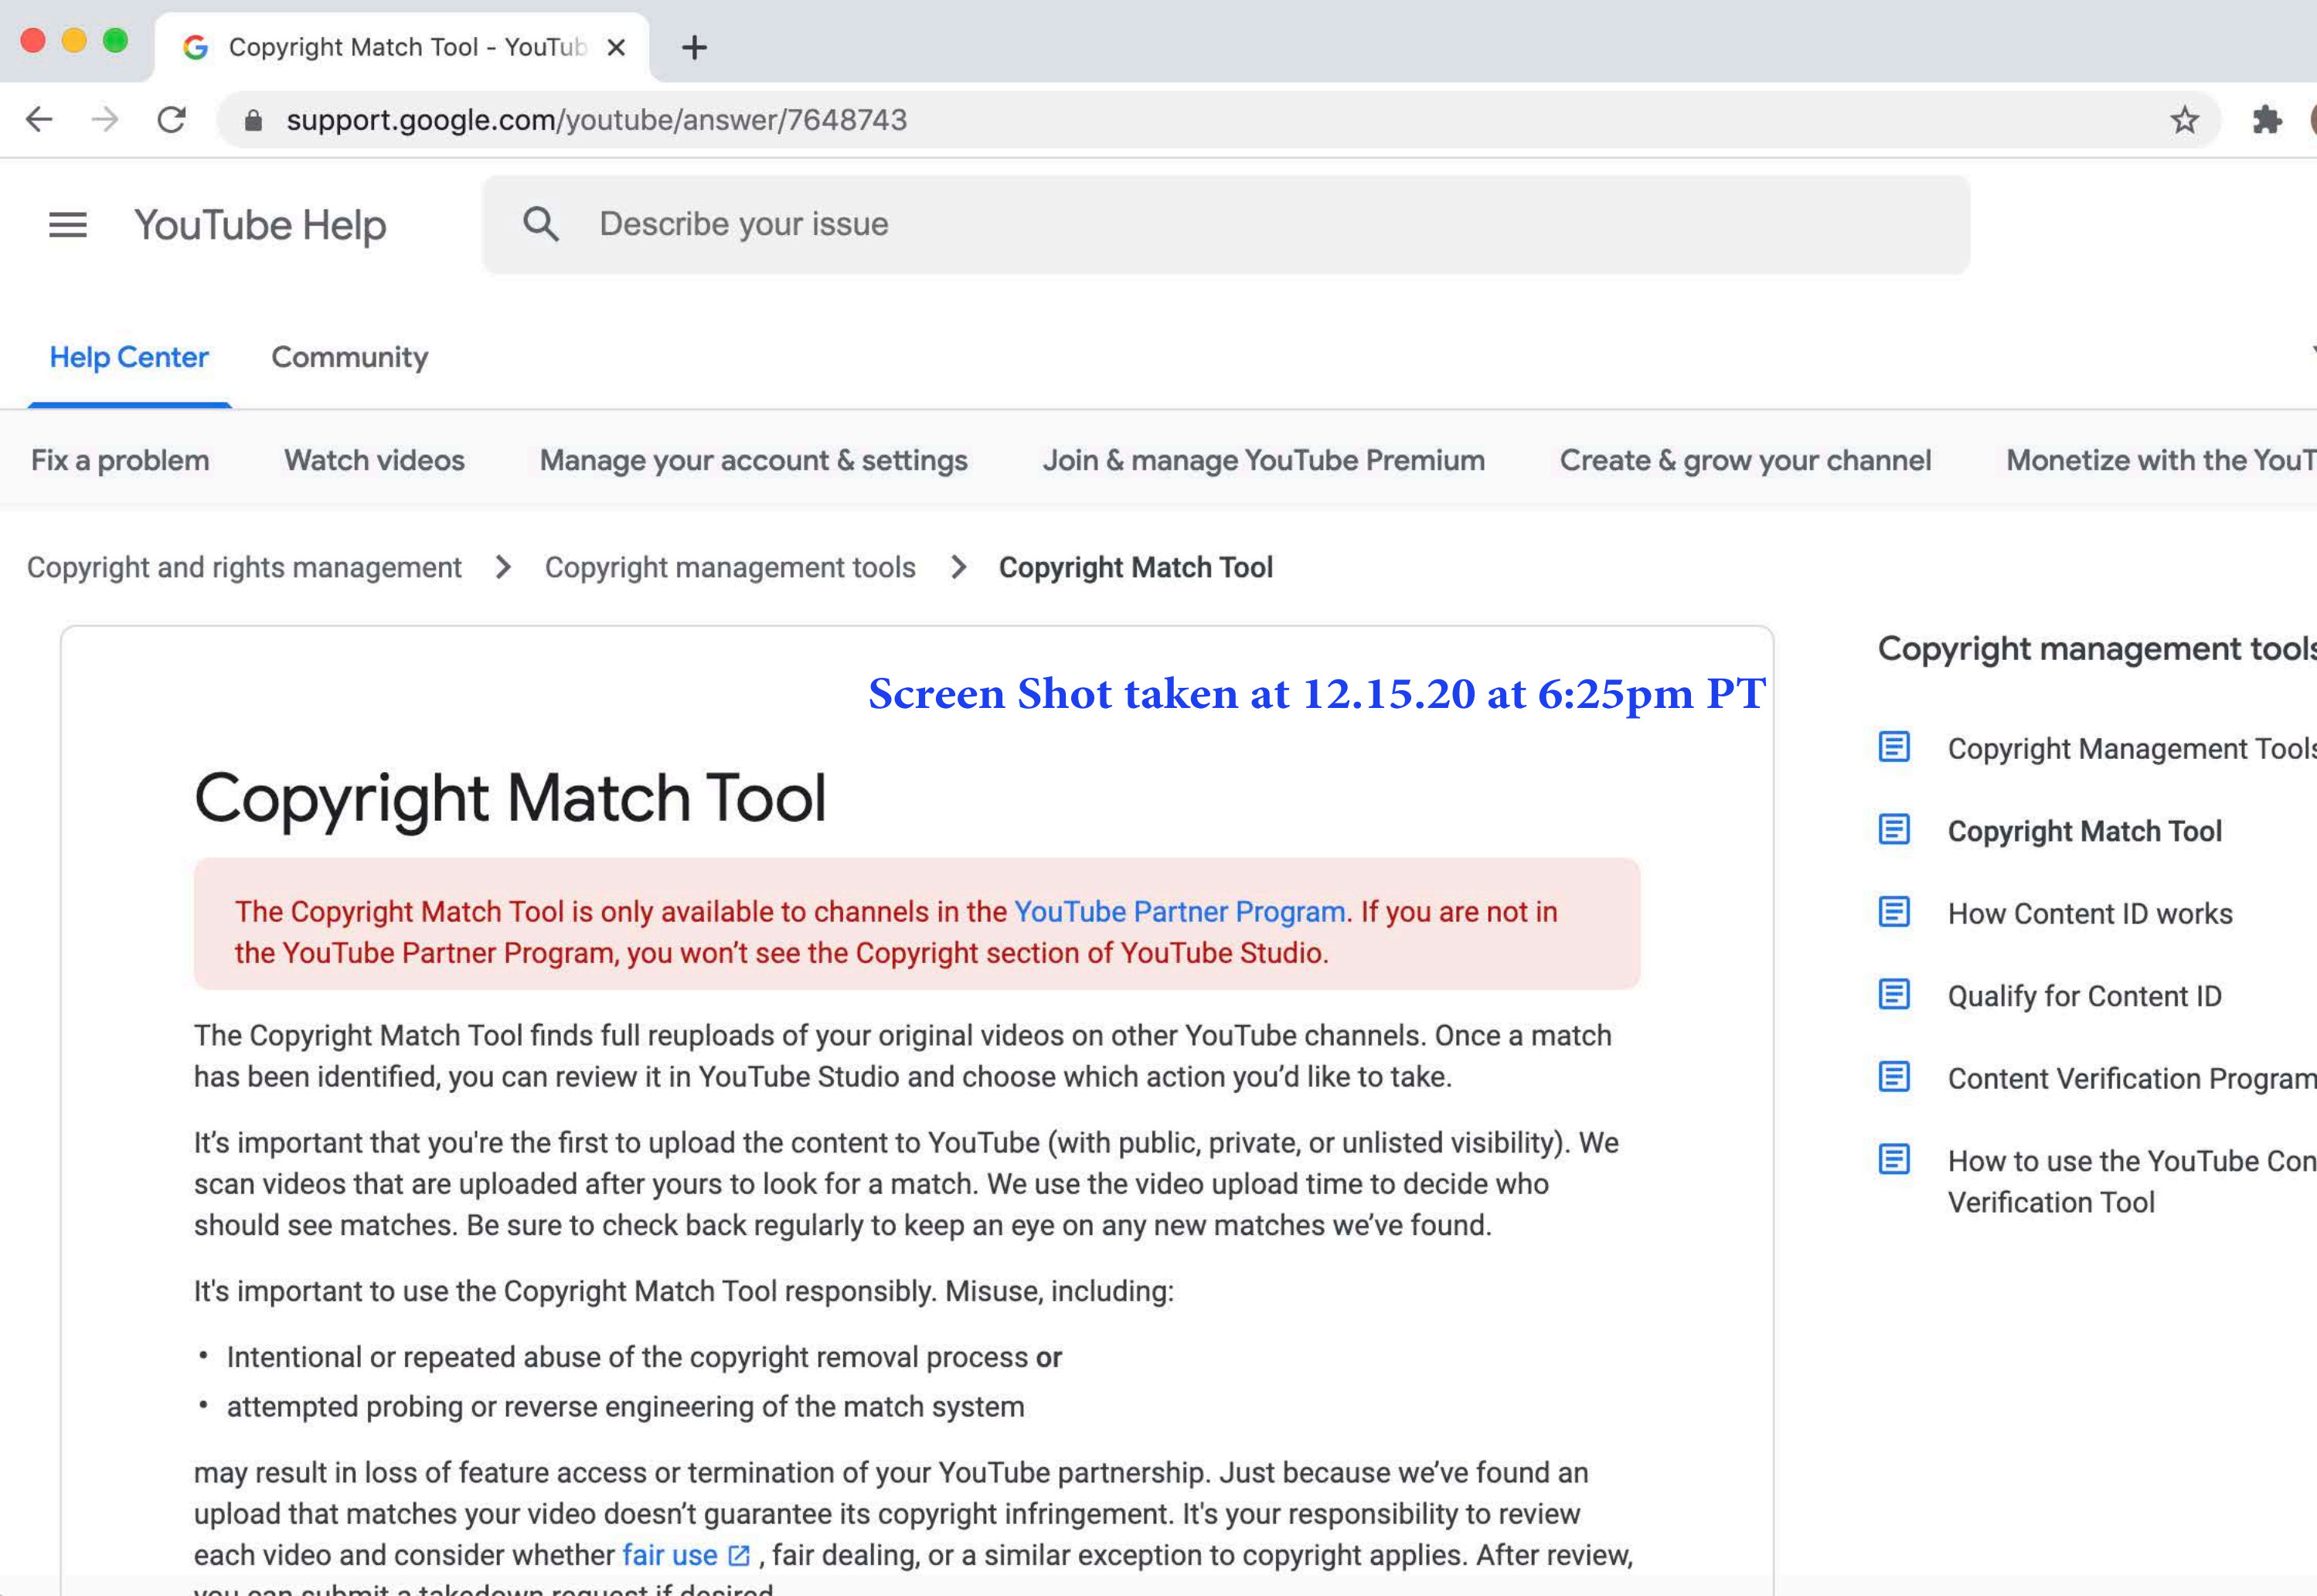 Copyright Match Tool - YouTub
support.google.com/youtube/answer/7648743
YouTube Help
Describe your issue
Help Center
Community
Fix a problem
Watch videos
Manage your account & settings
Join & manage YouTube Premium
Create & grow your channel
Monetize with the YouT
Copyright and rights management > Copyright management tools > Copyright Match Tool
Screen Shot taken at 12.15.20 at 6:25pm PT
Copyright Match Tool
The Copyright Match Tool is only available to channels in the YouTube Partner Program. If you are not in
the YouTube Partner Program, you won’t see the Copyright section of YouTube Studio.
The Copyright Match Tool finds full reuploads of your original videos on other YouTube channels. Once a match
has been identified, you can review it in YouTube Studio and choose which action you’d like to take.
It’s important that you're the first to upload the content to YouTube (with public, private, or unlisted visibility). We
scan videos that are uploaded after yours to look for a match. We use the video upload time to decide who
should see matches. Be sure to check back regularly to keep an eye on any new matches we’ve found.
It's important to use the Copyright Match Tool responsibly. Misuse, including:
• Intentional or repeated abuse of the copyright removal process or
• attempted probing or reverse engineering of the match system
may result in loss of feature access or termination of your YouTube partnership. Just because we’ve found an
upload that matches your video doesn’t guarantee its copyright infringement. It's your responsibility to review
each video and consider whether fair use , fair dealing, or a similar exception to copyright applies. After review,
you can submit a takedown request if desired
Copyright management tools
Copyright Management Tools
Copyright Match Tool
How Content ID works
Qualify for Content ID
Content Verification Program
How to use the YouTube Con
Verification Tool